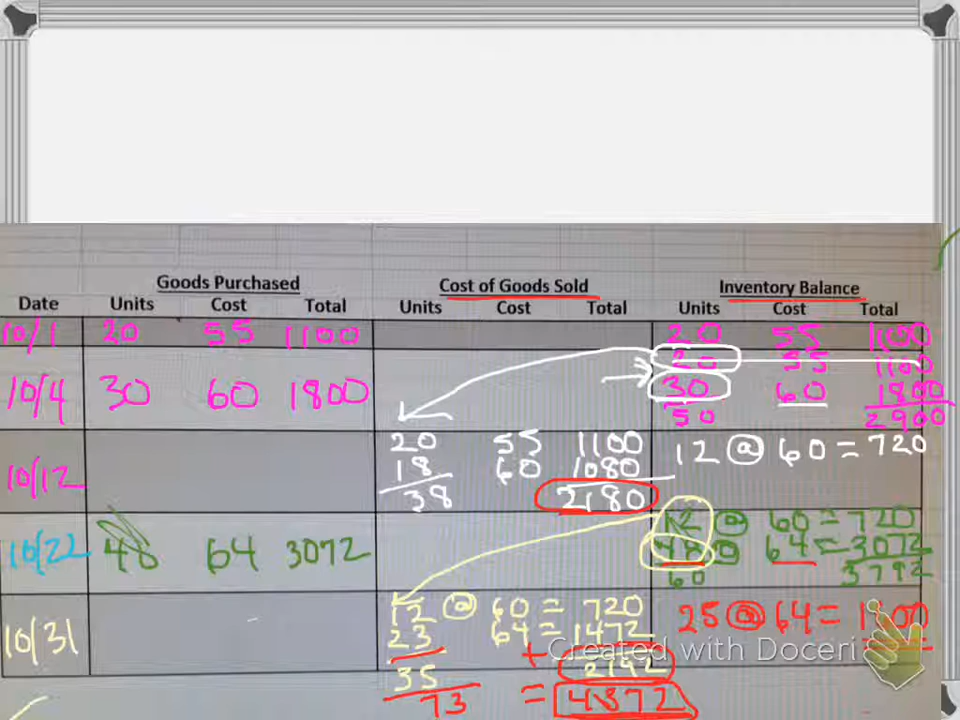 Goods Purchased Cost of Goods Sold Inventory Balance
Date Units Cost Total Units Cost Total Units Cost Total
10/1 20 55 1100 20 55 1100
20 55 1100
10/4 30 60 1800 30 60 1800
50 2900
20 55 1100 12 @ 60 = 720
10/12 18 60 1080
38 2180
12 @ 60 = 720
10/22 48 64 3072 48 @ 64 = 3072
60 3792
12 @ 60 = 720 25 @ 64 =
10/31 23 64 = 1472
Created with Doceri
35 + 2192
73 = 4372